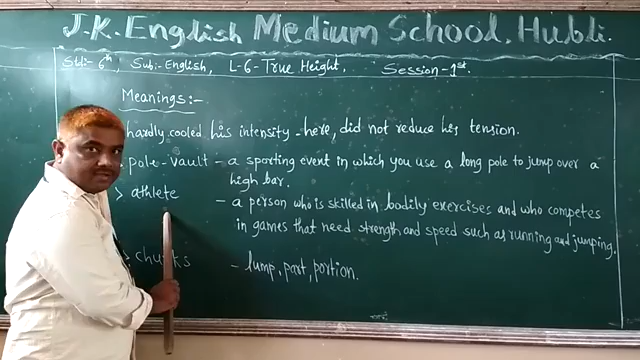 J.K. English Medium School, Hubli.
Std:- 6th, Sub:- English, L-6-True Height. Session-1st.
Meanings:-
hardly cooled his intensity - here, did not reduce his tension.
pole-vault - a sporting event in which you use a long pole to jump over a
high bar.
> athlete - a person who is skilled in bodily exercises and who competes
in games that need strength and speed such as running and jumping.
> chunks - lump, part, portion.